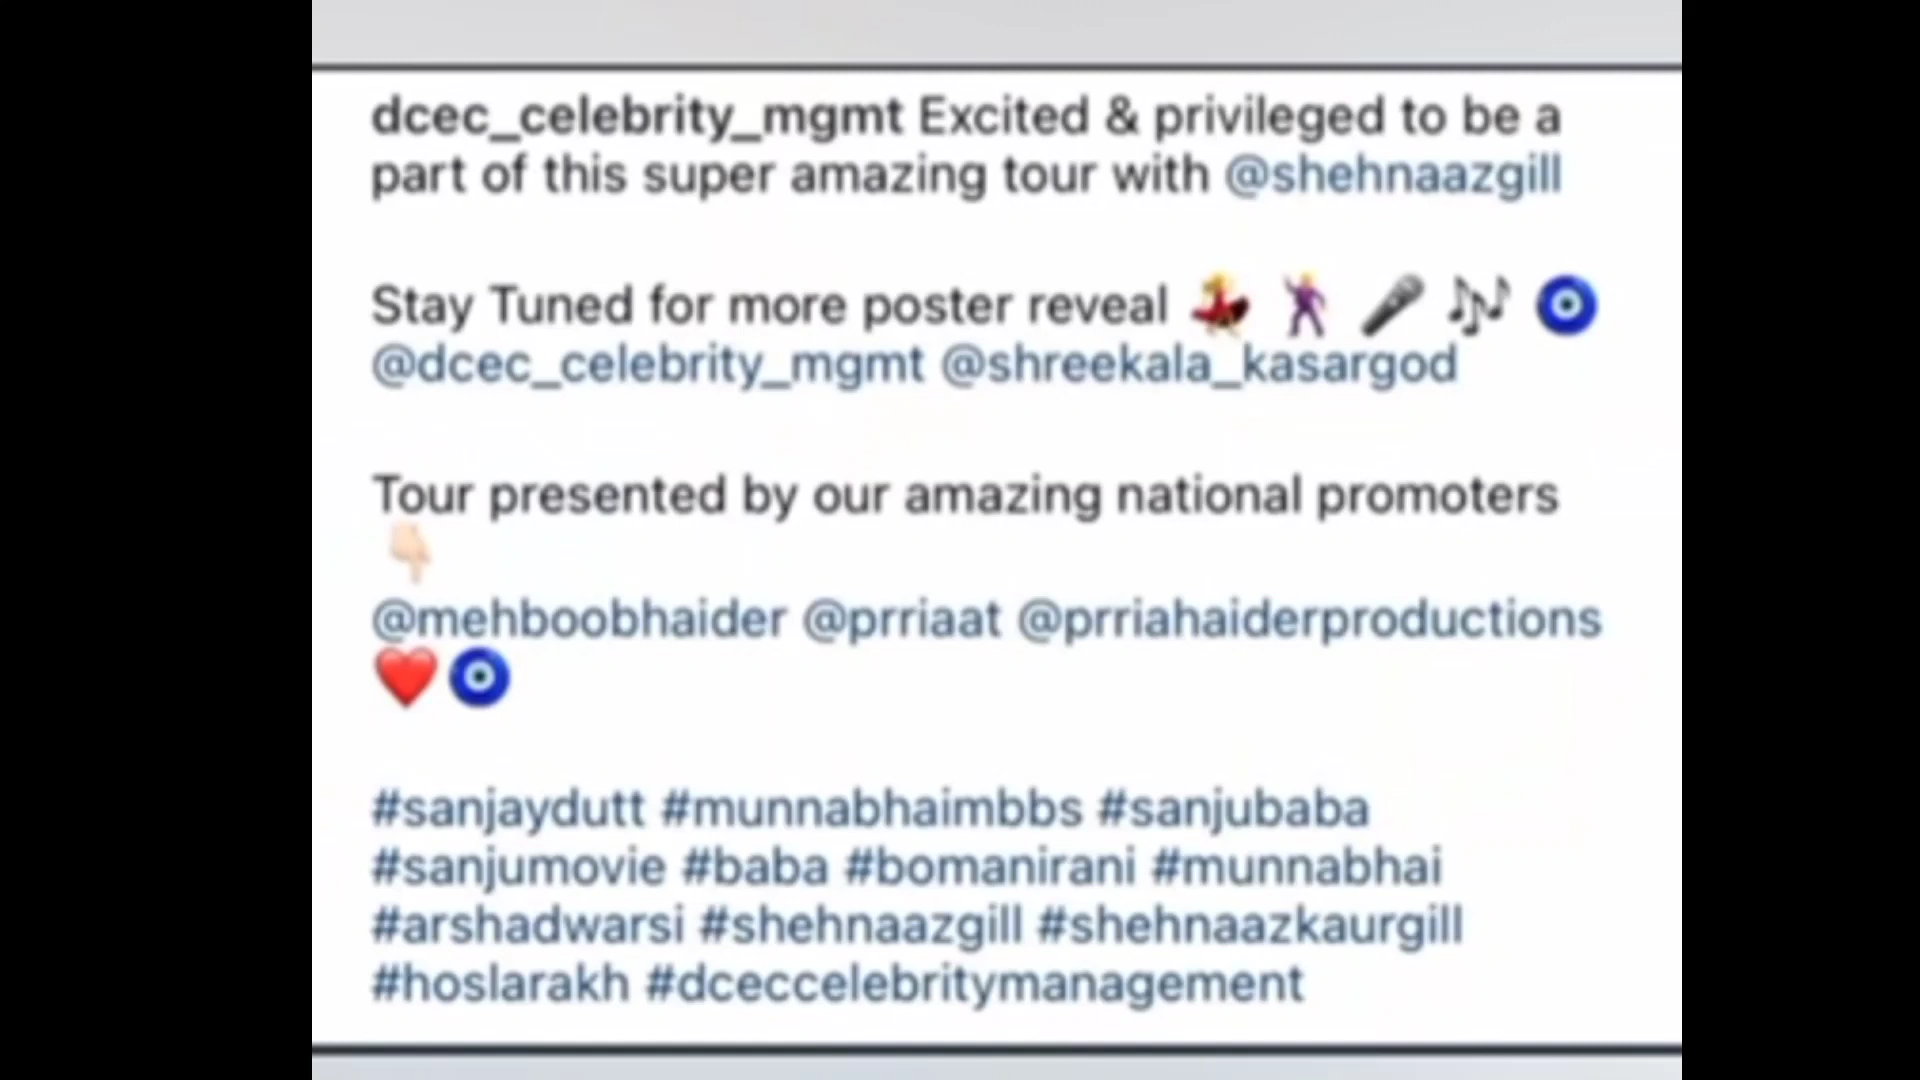 dcec_celebrity_mgmt Excited & privileged to be a
part of this super amazing tour with @shehnaazgill
Stay Tuned for more poster reveal 💃 🕺 🎤 🎶 🧿
@dcec_celebrity_mgmt @shreekala_kasargod
Tour presented by our amazing national promoters
👇🏻
@mehboobhaider @prriaat @prriahaiderproductions
❤️🧿
#sanjaydutt #munnabhaimbbs #sanjubaba
#sanjumovie #baba #bomanirani #munnabhai
#arshadwarsi #shehnaazgill #shehnaazkaurgill
#hoslarakh #dceccelebritymanagement